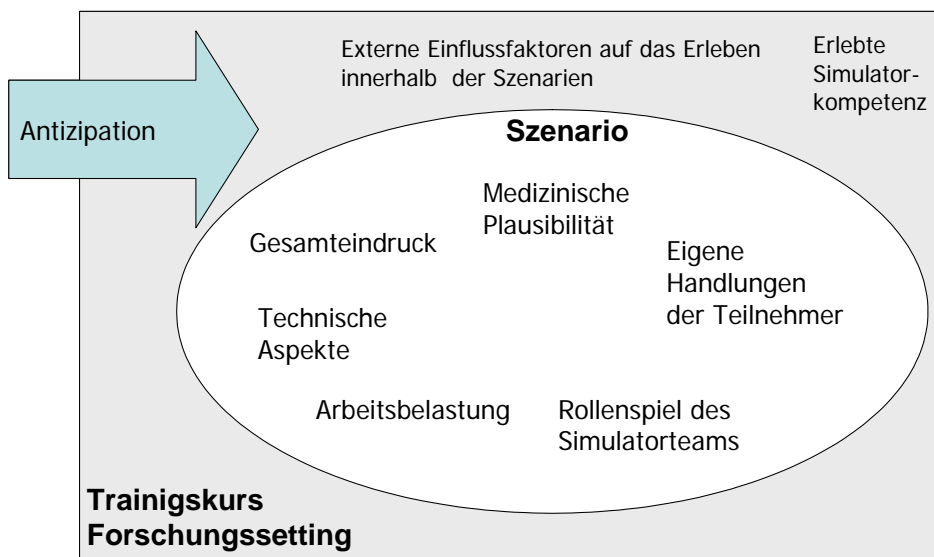 Externe Einflussfaktoren auf das Erleben
innerhalb der Szenarien
Erlebte
Simulator-
kompetenz
Antizipation
Szenario
Medizinische
Plausibilität
Gesamteindruck
Eigene
Handlungen
der Teilnehmer
Technische
Aspekte
Arbeitsbelastung
Rollenspiel des
Simulatorteams
Trainigskurs
Forschungssetting